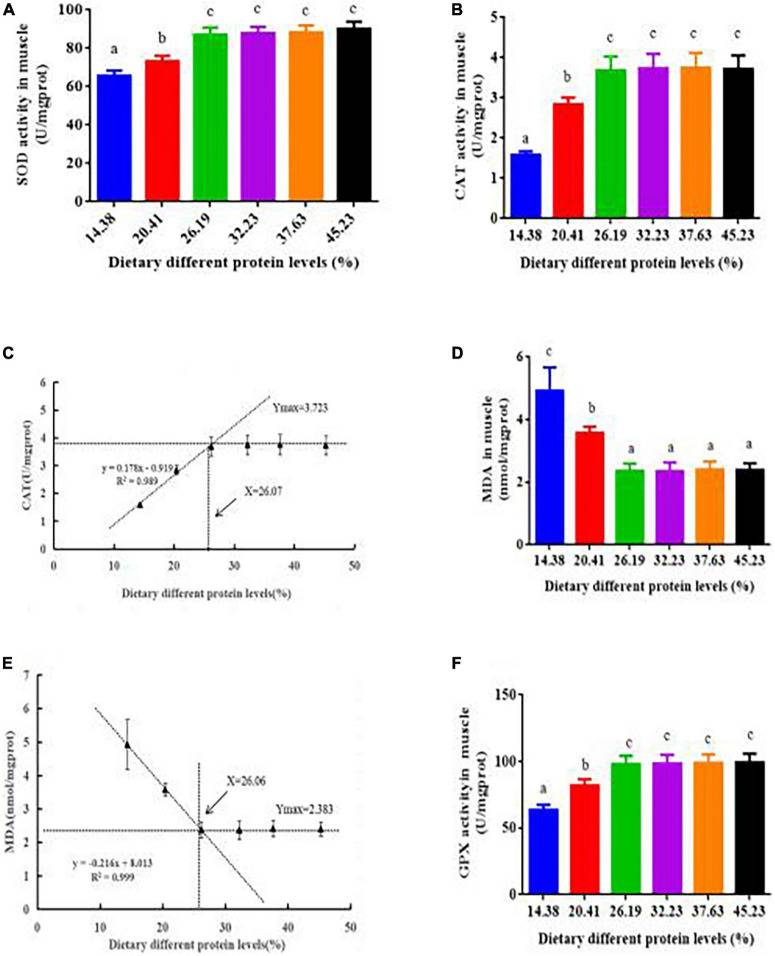 A
SOD activity in muscle
(U/mgprot)
100
80
60
40
20
0
a
b
c
c
c
c
14.38
20.41
26.19
32.23
37.63
45.23
Dietary different protein levels (%)
B
CAT activity in muscle
(U/mgprot)
5
4
3
2
1
0
a
b
c
c
c
c
14.38
20.41
26.19
32.23
37.63
45.23
Dietary different protein levels (%)
C
CAT(U/mgprot)
6
5
4
3
2
1
0
Ymax=3.723
y = 0.178x - 0.919
R² = 0.989
X=26.07
0
10
20
30
40
50
Dietary different protein levels(%)
D
MDA in muscle
(nmol/mgprot)
6
4
2
0
c
b
a
a
a
a
14.38
20.41
26.19
32.23
37.63
45.23
Dietary different protein levels (%)
E
MDA(nmol/mgprot)
7
6
5
4
3
2
1
0
X=26.06
Ymax=2.383
y = -0.216x + 8.013
R² = 0.999
0
10
20
30
40
50
Dietary different protein levels(%)
F
GPX activity in muscle
(U/mgprot)
150
100
50
0
a
b
c
c
c
c
14.38
20.41
26.19
32.23
37.63
45.23
Dietary different protein levels (%)